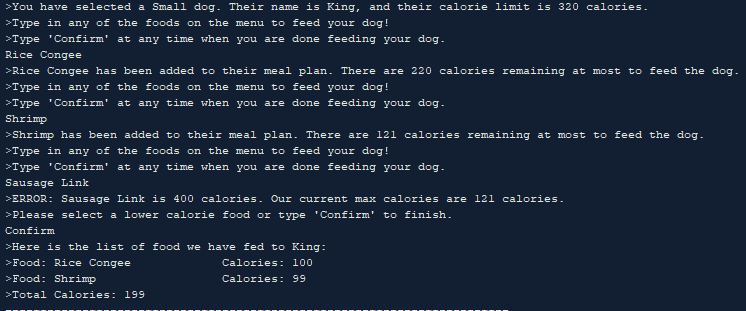 >You have selected a Small dog. Their name is King, and their calorie limit is 320 calories.
>Type in any of the foods on the menu to feed your dog!
>Type 'Confirm' at any time when you are done feeding your dog.
Rice Congee
>Rice Congee has been added to their meal plan. There are 220 calories remaining at most to feed the dog.
>Type in any of the foods on the menu to feed your dog!
>Type 'Confirm' at any time when you are done feeding your dog.
Shrimp
>Shrimp has been added to their meal plan. There are 121 calories remaining at most to feed the dog.
>Type in any of the foods on the menu to feed your dog!
>Type 'Confirm' at any time when you are done feeding your dog.
Sausage Link
>ERROR: Sausage Link is 400 calories. Our current max calories are 121 calories.
>Please select a lower calorie food or type 'Confirm' to finish.
Confirm
>Here is the list of food we have fed to King:
>Food: Rice Congee             Calories: 100
>Food: Shrimp                  Calories: 99
>Total Calories: 199